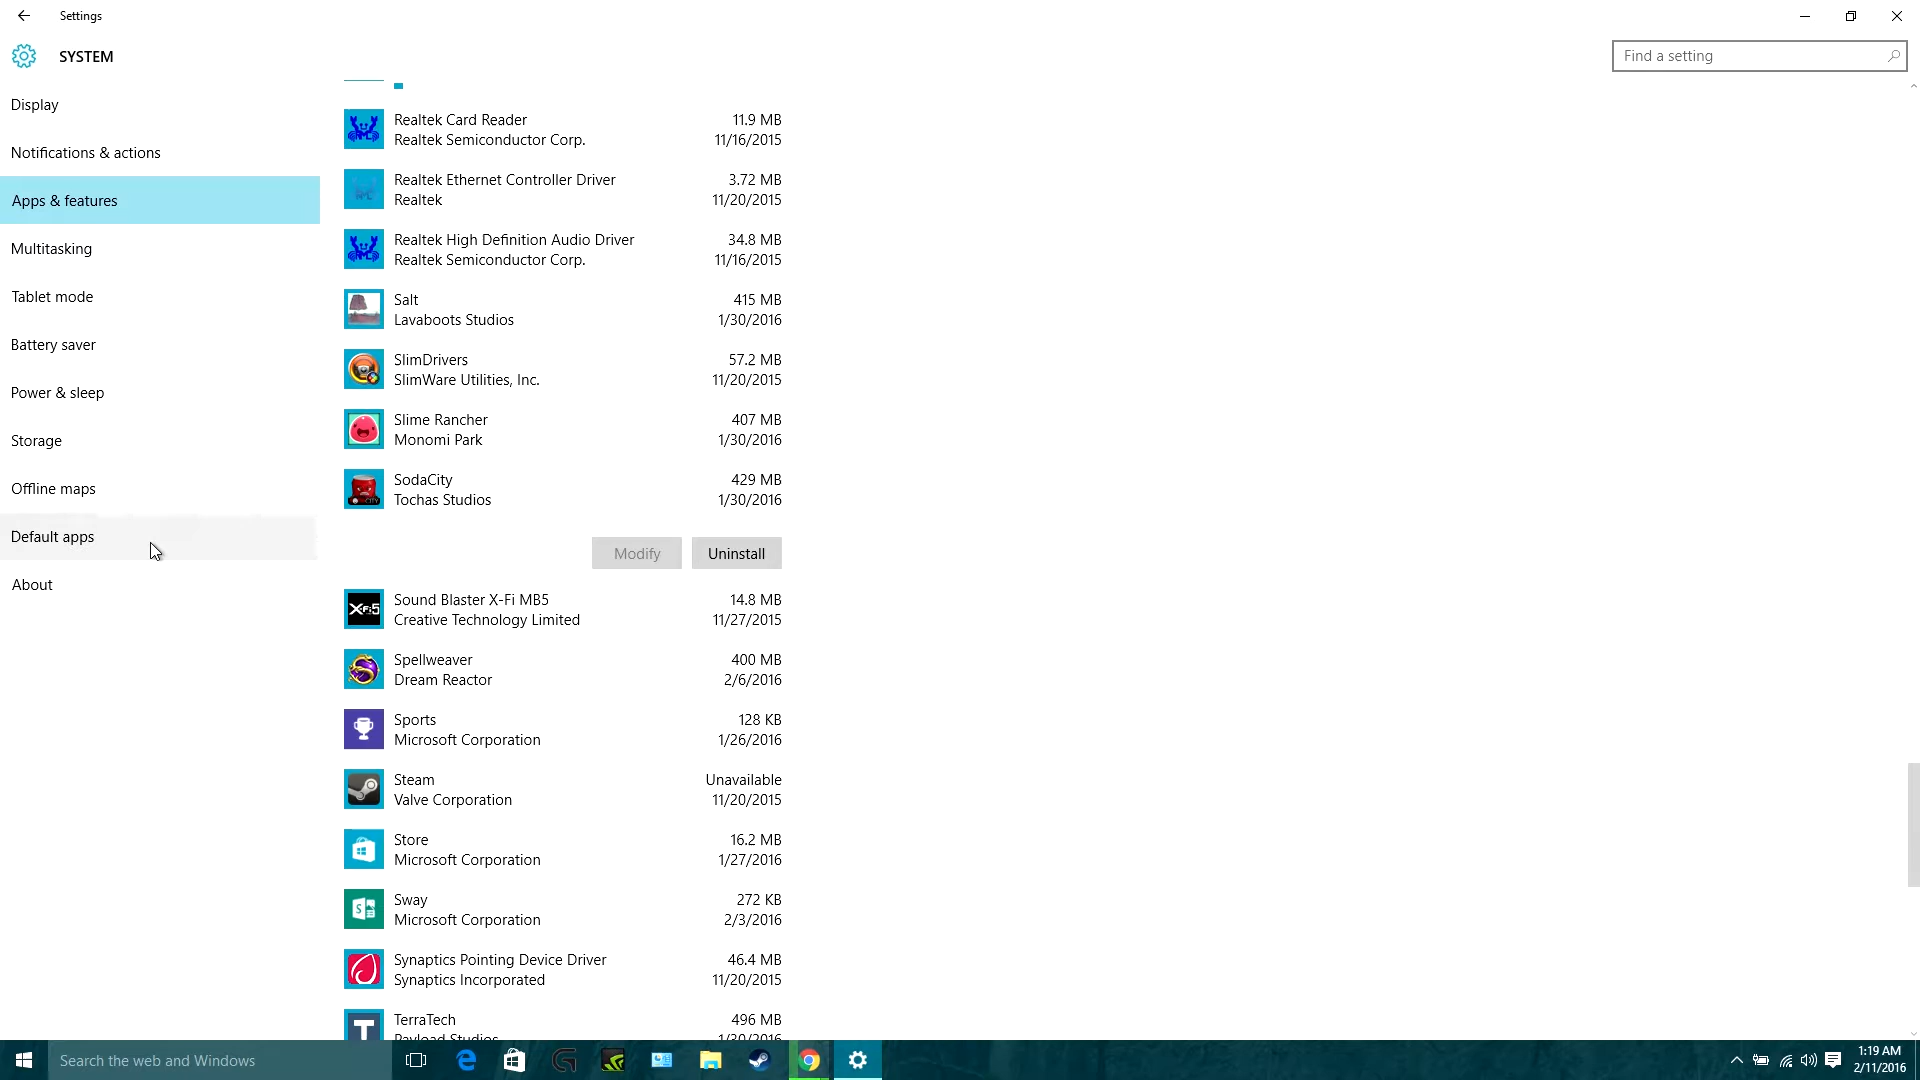 Settings
SYSTEM
Find a setting
Display
Notifications & actions
Apps & features
Multitasking
Tablet mode
Battery saver
Power & sleep
Storage
Offline maps
Default apps
About
Realtek Card Reader 11.9 MB
Realtek Semiconductor Corp. 11/16/2015
Realtek Ethernet Controller Driver 3.72 MB
Realtek 11/20/2015
Realtek High Definition Audio Driver 34.8 MB
Realtek Semiconductor Corp. 11/16/2015
Salt 415 MB
Lavaboots Studios 1/30/2016
SlimDrivers 57.2 MB
SlimWare Utilities, Inc. 11/20/2015
Slime Rancher 407 MB
Monomi Park 1/30/2016
SodaCity 429 MB
Tochas Studios 1/30/2016
Modify Uninstall
Sound Blaster X-Fi MB5 14.8 MB
Creative Technology Limited 11/27/2015
Spellweaver 400 MB
Dream Reactor 2/6/2016
Sports 128 KB
Microsoft Corporation 1/26/2016
Steam Unavailable
Valve Corporation 11/20/2015
Store 16.2 MB
Microsoft Corporation 1/27/2016
Sway 272 KB
Microsoft Corporation 2/3/2016
Synaptics Pointing Device Driver 46.4 MB
Synaptics Incorporated 11/20/2015
TerraTech 496 MB
Payload Studios 1/30/2016
Search the web and Windows
1:19 AM
2/11/2016